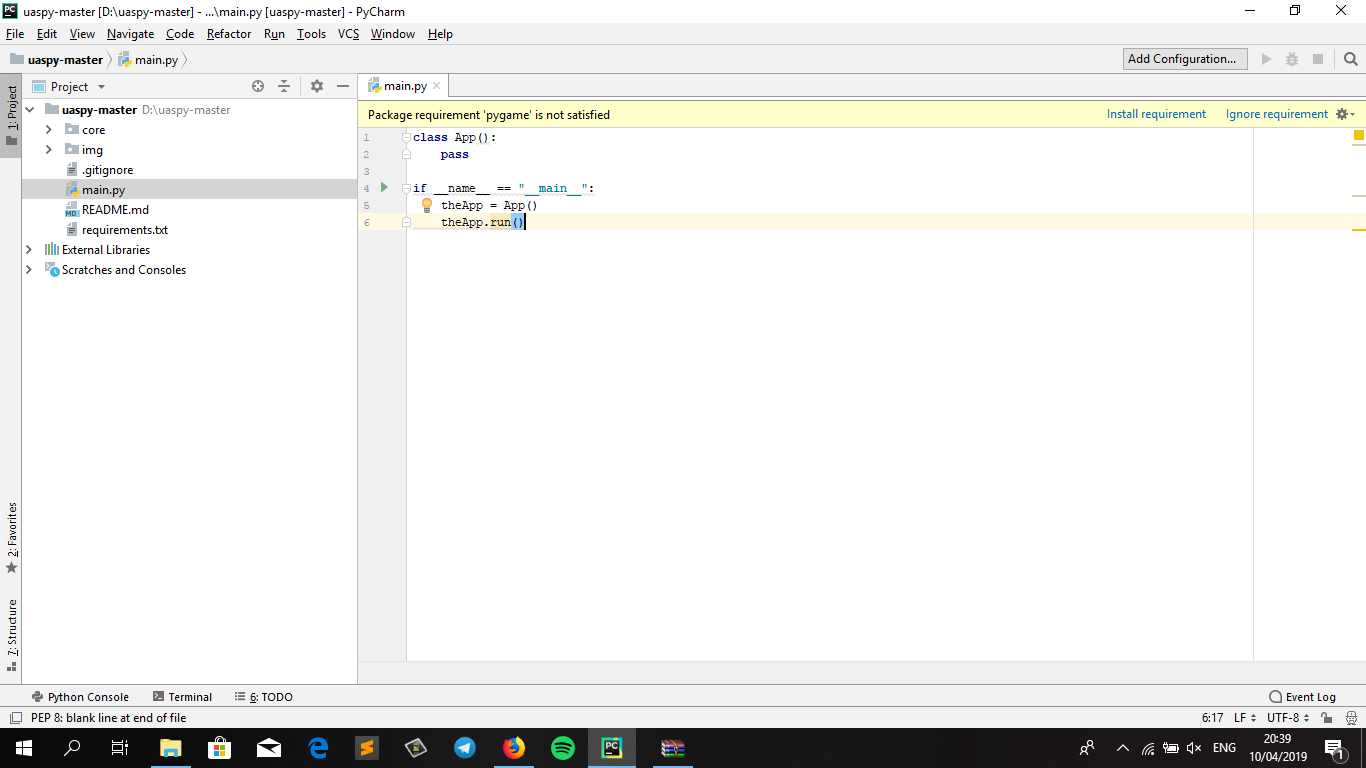 uaspy-master [D:\uaspy-master] - ...\main.py [uaspy-master] - PyCharm
File Edit View Navigate Code Refactor Run Tools VCS Window Help
uaspy-master main.py Add Configuration...
1: Project
Project
uaspy-master D:\uaspy-master
core
img
.gitignore
main.py
README.md
requirements.txt
External Libraries
Scratches and Consoles
main.py
Package requirement 'pygame' is not satisfied Install requirement Ignore requirement
1 class App():
2 pass
3
4 if __name__ == "__main__":
5 theApp = App()
6 theApp.run()
2: Favorites
7: Structure
Python Console Terminal 6: TODO Event Log
PEP 8: blank line at end of file 6:17 LF UTF-8
ENG 20:39
10/04/2019 1